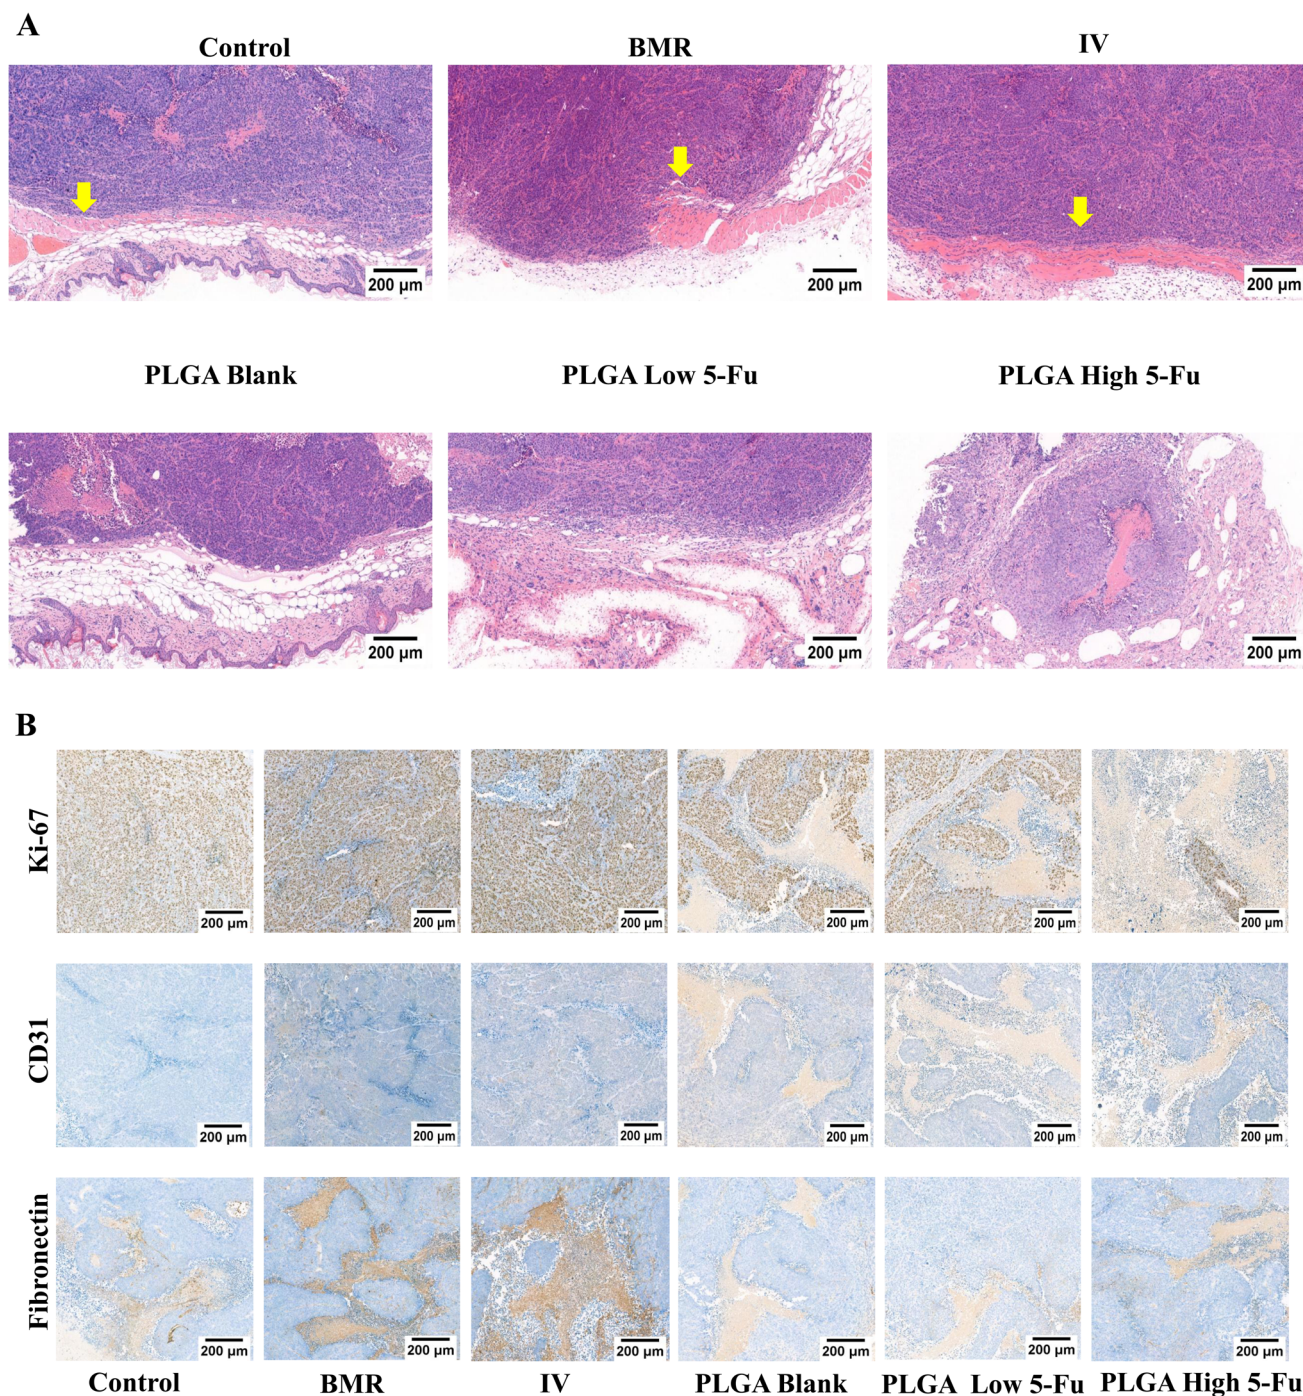 A
Control BMR IV
200 μm 200 μm 200 μm
PLGA Blank PLGA Low 5-Fu PLGA High 5-Fu
200 μm 200 μm 200 μm
B
Ki-67
200 μm 200 μm 200 μm 200 μm 200 μm 200 μm
CD31
200 μm 200 μm 200 μm 200 μm 200 μm 200 μm
Fibronectin
200 μm 200 μm 200 μm 200 μm 200 μm 200 μm
Control BMR IV PLGA Blank PLGA Low 5-Fu PLGA High 5-Fu